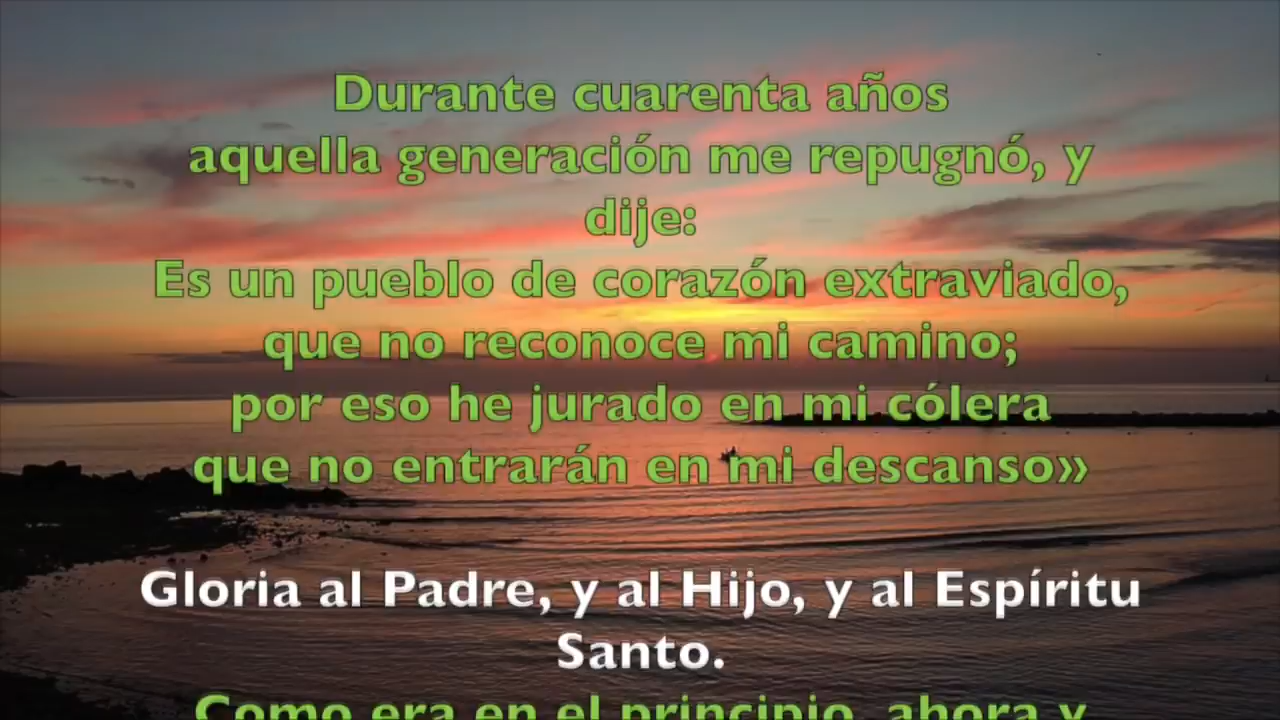 Durante cuarenta años
aquella generación me repugnó, y
dije:
Es un pueblo de corazón extraviado,
que no reconoce mi camino;
por eso he jurado en mi cólera
que no entrarán en mi descanso»
Gloria al Padre, y al Hijo, y al Espíritu
Santo.
Como era en el principio, ahora y